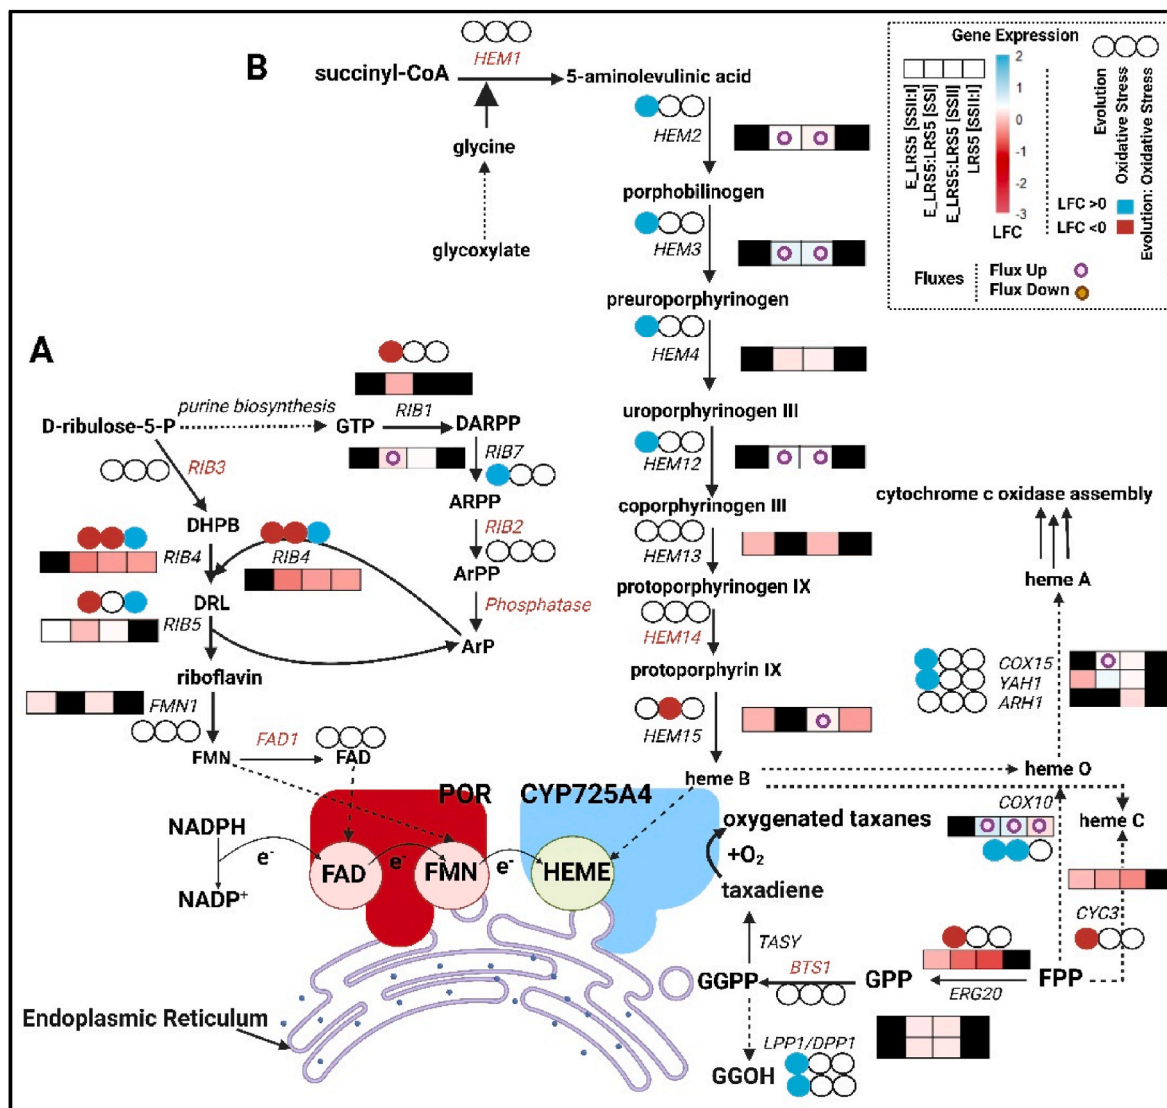 B
HEM1
succinyl-CoA
5-aminolevulinic acid
glycine
glycoxylate
HEM2
porphobilinogen
HEM3
preuroporphyrinogen
HEM4
uroporphyrinogen III
HEM12
coporphyrinogen III
HEM13
protoporphyrinogen IX
HEM14
protoporphyrin IX
HEM15
heme B
Gene Expression
E_LRS5 [SSII:I]
E_LRS5:LRS5 [SSI]
E_LRS5:LRS5 [SSII]
LRS5 [SSII:I]
2
1
0
-1
-2
-3
LFC
Evolution
Oxidative Stress
Evolution: Oxidative Stress
LFC >0
LFC <0
Fluxes
Flux Up
Flux Down
A
D-ribulose-5-P
purine biosynthesis
GTP
RIB1
DARPP
RIB7
ARPP
RIB2
ArPP
Phosphatase
ArP
RIB3
DHPB
RIB4
RIB4
DRL
RIB5
riboflavin
FMN1
FMN
FAD1
FAD
cytochrome c oxidase assembly
heme A
COX15
YAH1
ARH1
heme O
COX10
heme C
CYC3
POR
CYP725A4
NADPH
e-
NADP+
FAD
e-
FMN
e-
HEME
oxygenated taxanes
+O2
taxadiene
TASY
GGPP
BTS1
GPP
ERG20
FPP
LPP1/DPP1
GGOH
Endoplasmic Reticulum